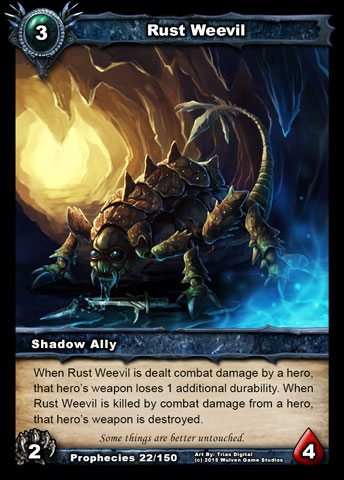 3
Rust Weevil
Shadow Ally
When Rust Weevil is dealt combat damage by a hero,
that hero's weapon loses 1 additional durability. When
Rust Weevil is killed by combat damage from a hero,
that hero's weapon is destroyed.
Some things are better untouched.
2
Prophecies 22/150
Art By: Trias Digital
(c) 2015 Wulven Game Studios
4